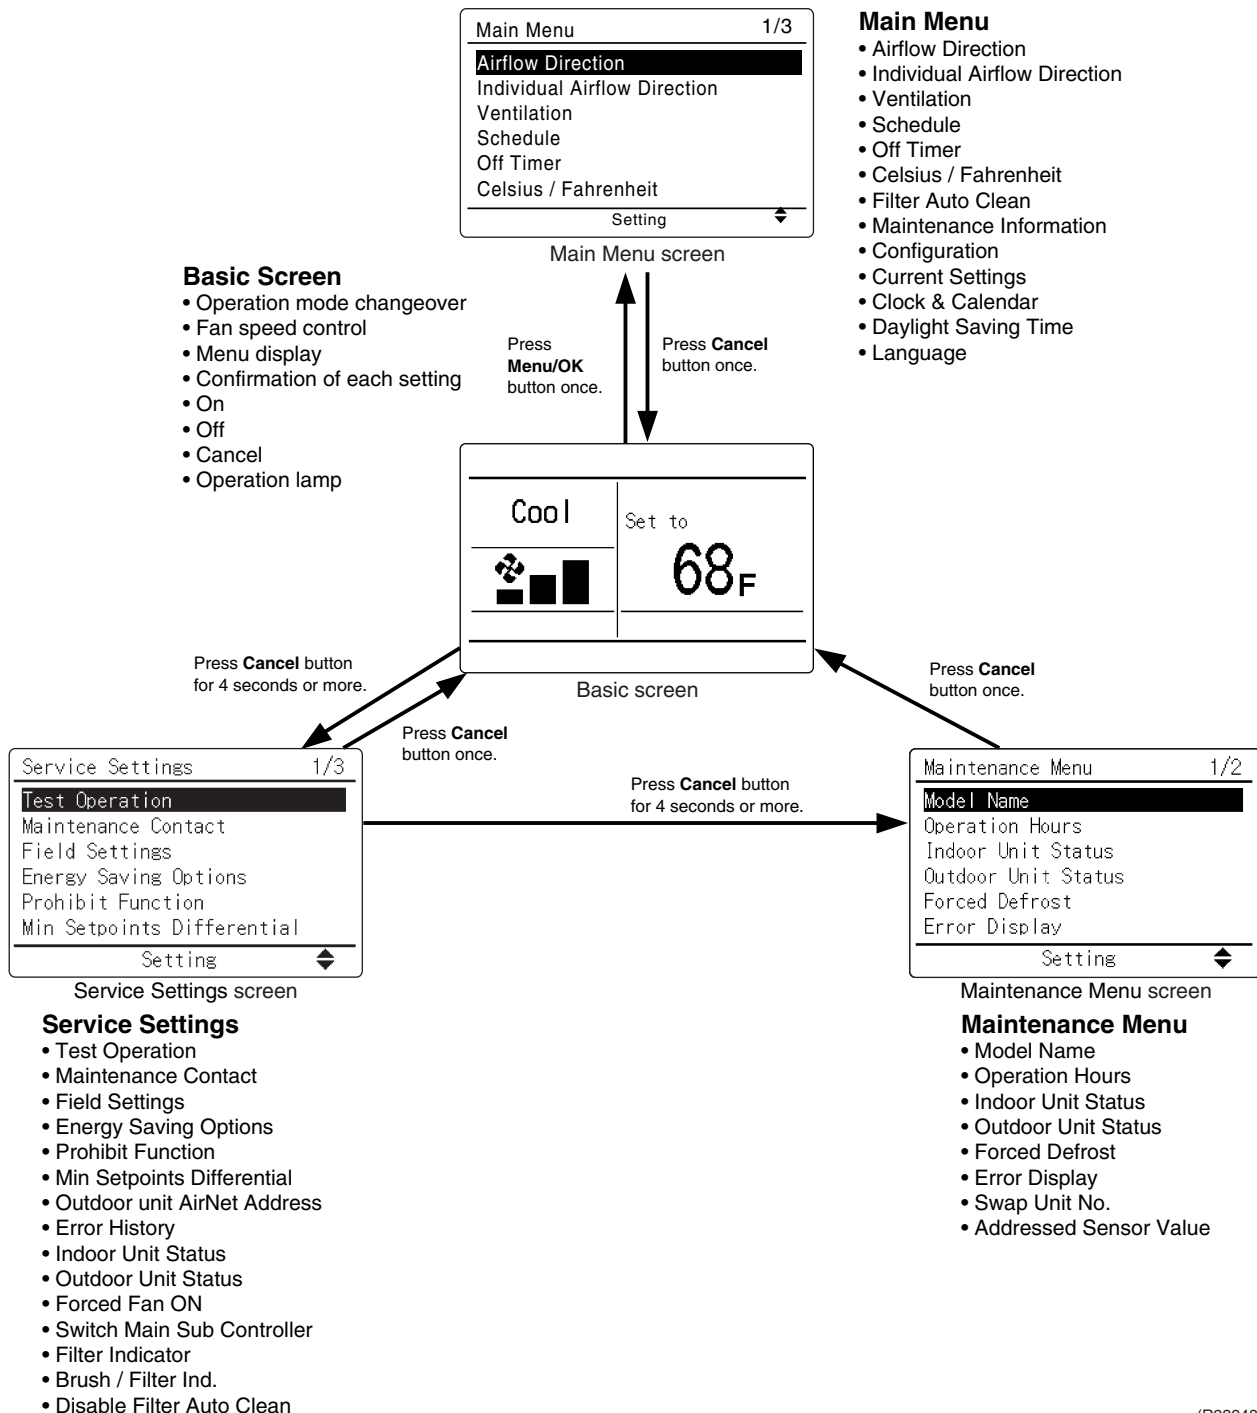 Main Menu 1/3
Airflow Direction
Individual Airflow Direction
Ventilation
Schedule
Off Timer
Celsius / Fahrenheit
Setting
Main Menu screen
Main Menu
• Airflow Direction
• Individual Airflow Direction
• Ventilation
• Schedule
• Off Timer
• Celsius / Fahrenheit
• Filter Auto Clean
• Maintenance Information
• Configuration
• Current Settings
• Clock & Calendar
• Daylight Saving Time
• Language
Basic Screen
• Operation mode changeover
• Fan speed control
• Menu display
• Confirmation of each setting
• On
• Off
• Cancel
• Operation lamp
Press
Menu/OK
button once.
Press Cancel
button once.
Cool
Set to
68F
Basic screen
Press Cancel button
for 4 seconds or more.
Press Cancel
button once.
Press Cancel
button once.
Press Cancel button
for 4 seconds or more.
Service Settings 1/3
Test Operation
Maintenance Contact
Field Settings
Energy Saving Options
Prohibit Function
Min Setpoints Differential
Setting
Service Settings screen
Service Settings
• Test Operation
• Maintenance Contact
• Field Settings
• Energy Saving Options
• Prohibit Function
• Min Setpoints Differential
• Outdoor unit AirNet Address
• Error History
• Indoor Unit Status
• Outdoor Unit Status
• Forced Fan ON
• Switch Main Sub Controller
• Filter Indicator
• Brush / Filter Ind.
• Disable Filter Auto Clean
Maintenance Menu 1/2
Model Name
Operation Hours
Indoor Unit Status
Outdoor Unit Status
Forced Defrost
Error Display
Setting
Maintenance Menu screen
Maintenance Menu
• Model Name
• Operation Hours
• Indoor Unit Status
• Outdoor Unit Status
• Forced Defrost
• Error Display
• Swap Unit No.
• Addressed Sensor Value